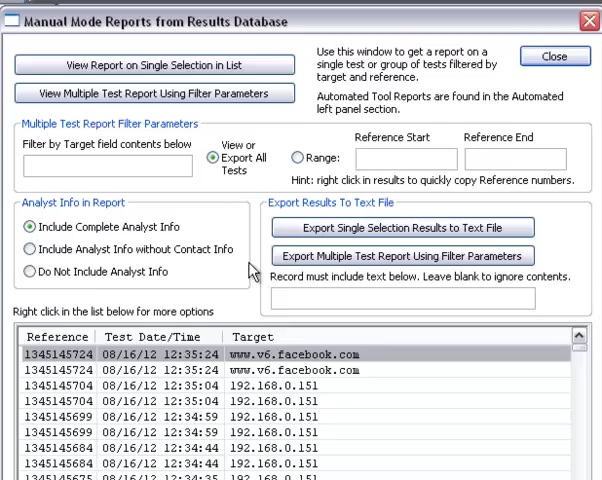 Manual Mode Reports from Results Database
View Report on Single Selection in List
View Multiple Test Report Using Filter Parameters
Use this window to get a report on a
single test or group of tests filtered by
target and reference.
Automated Tool Reports are found in the Automated
left panel section.
Close
Multiple Test Report Filter Parameters
Filter by Target field contents below
View or
Export All
Tests
Range:
Reference Start
Reference End
Hint: right click in results to quickly copy Reference numbers.
Analyst Info in Report
Include Complete Analyst Info
Include Analyst Info without Contact Info
Do Not Include Analyst Info
Export Results To Text File
Export Single Selection Results to Text File
Export Multiple Test Report Using Filter Parameters
Record must include text below. Leave blank to ignore contents.
Right click in the list below for more options
Reference Test Date/Time Target
1345145724 08/16/12 12:35:24 www.v6.facebook.com
1345145724 08/16/12 12:35:24 www.v6.facebook.com
1345145704 08/16/12 12:35:04 192.168.0.151
1345145704 08/16/12 12:35:04 192.168.0.151
1345145699 08/16/12 12:34:59 192.168.0.151
1345145699 08/16/12 12:34:59 192.168.0.151
1345145684 08/16/12 12:34:44 192.168.0.151
1345145684 08/16/12 12:34:44 192.168.0.151
1345145675 08/16/12 12:34:35 192.168.0.151